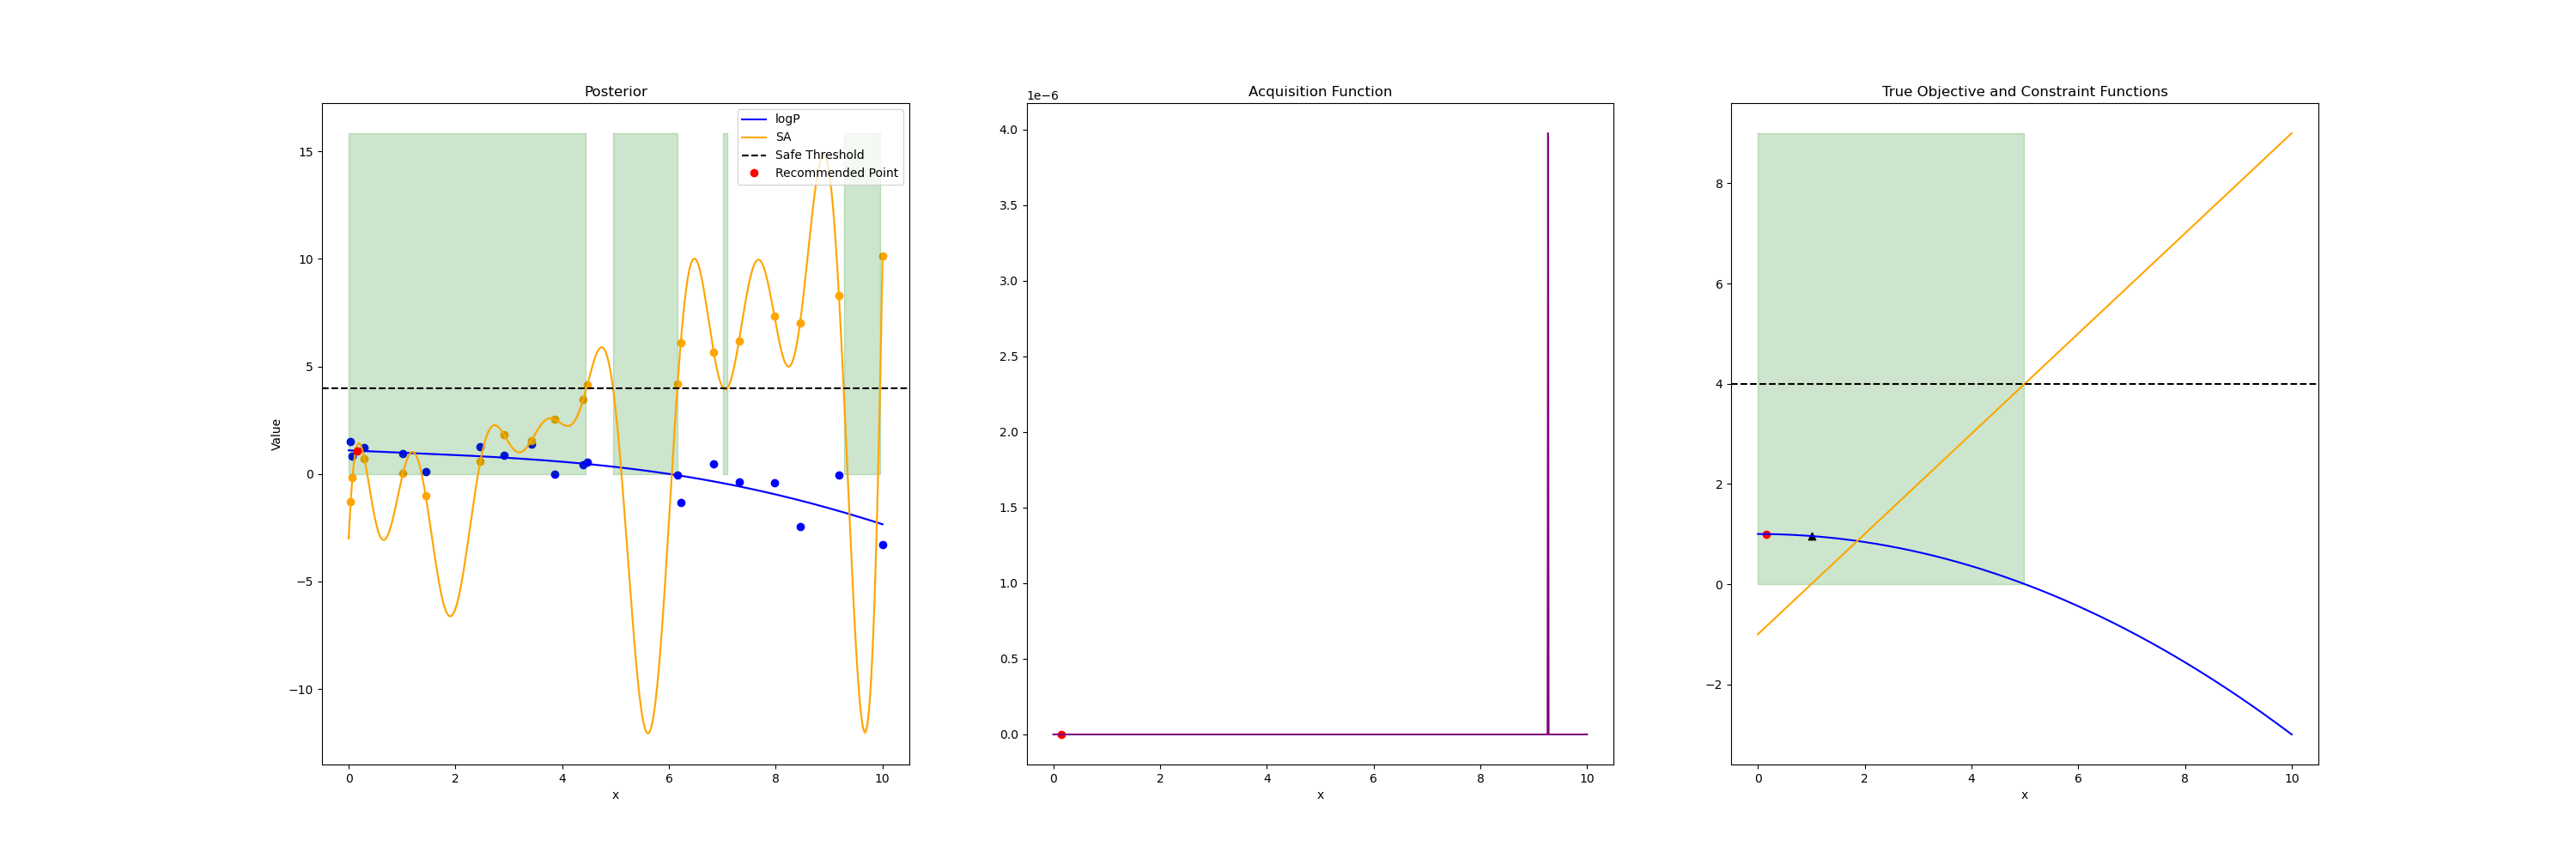 Posterior
logP
SA
Safe Threshold
Recommended Point
15
10
5
0
−5
−10
Value
0 2 4 6 8 10
x
Acquisition Function
1e−6
4.0
3.5
3.0
2.5
2.0
1.5
1.0
0.5
0.0
0 2 4 6 8 10
x
True Objective and Constraint Functions
8
6
4
2
0
−2
0 2 4 6 8 10
x